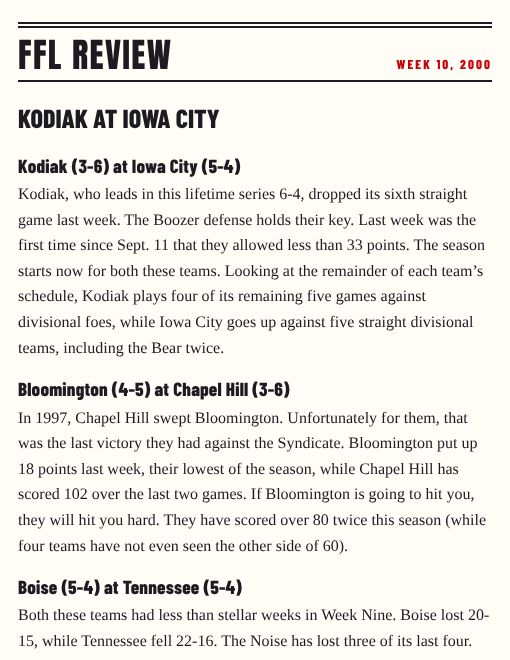 FFL REVIEW
WEEK 10, 2000
KODIAK AT IOWA CITY
Kodiak (3-6) at Iowa City (5-4)
Kodiak, who leads in this lifetime series 6-4, dropped its sixth straight
game last week. The Boozer defense holds their key. Last week was the
first time since Sept. 11 that they allowed less than 33 points. The season
starts now for both these teams. Looking at the remainder of each team’s
schedule, Kodiak plays four of its remaining five games against
divisional foes, while Iowa City goes up against five straight divisional
teams, including the Bear twice.
Bloomington (4-5) at Chapel Hill (3-6)
In 1997, Chapel Hill swept Bloomington. Unfortunately for them, that
was the last victory they had against the Syndicate. Bloomington put up
18 points last week, their lowest of the season, while Chapel Hill has
scored 102 over the last two games. If Bloomington is going to hit you,
they will hit you hard. They have scored over 80 twice this season (while
four teams have not even seen the other side of 60).
Boise (5-4) at Tennessee (5-4)
Both these teams had less than stellar weeks in Week Nine. Boise lost 20-
15, while Tennessee fell 22-16. The Noise has lost three of its last four.